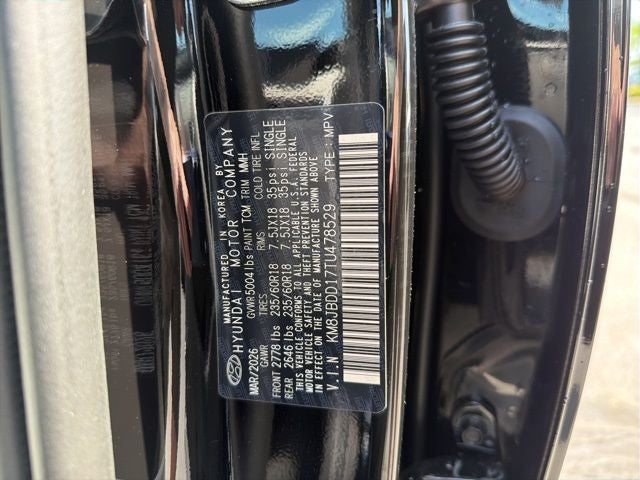 MANUFACTURED IN KOREA BY
HYUNDAI MOTOR COMPANY
MAR/2026 GVWR 5004 lbs PAINT TCM TRIM MMH
GAWR TIRES RIMS COLD TIRE INFL
FRONT 2778 lbs 235/60R18 7.5JX18 35psi SINGLE
REAR 2646 lbs 235/60R18 7.5JX18 35psi SINGLE
THIS VEHICLE CONFORMS TO ALL APPLICABLE U.S.A. FEDERAL
MOTOR VEHICLE SAFETY AND THEFT PREVENTION STANDARDS
IN EFFECT ON THE DATE OF MANUFACTURE SHOWN ABOVE
V.I.N KM8JBDD171U478529 TYPE : MPV